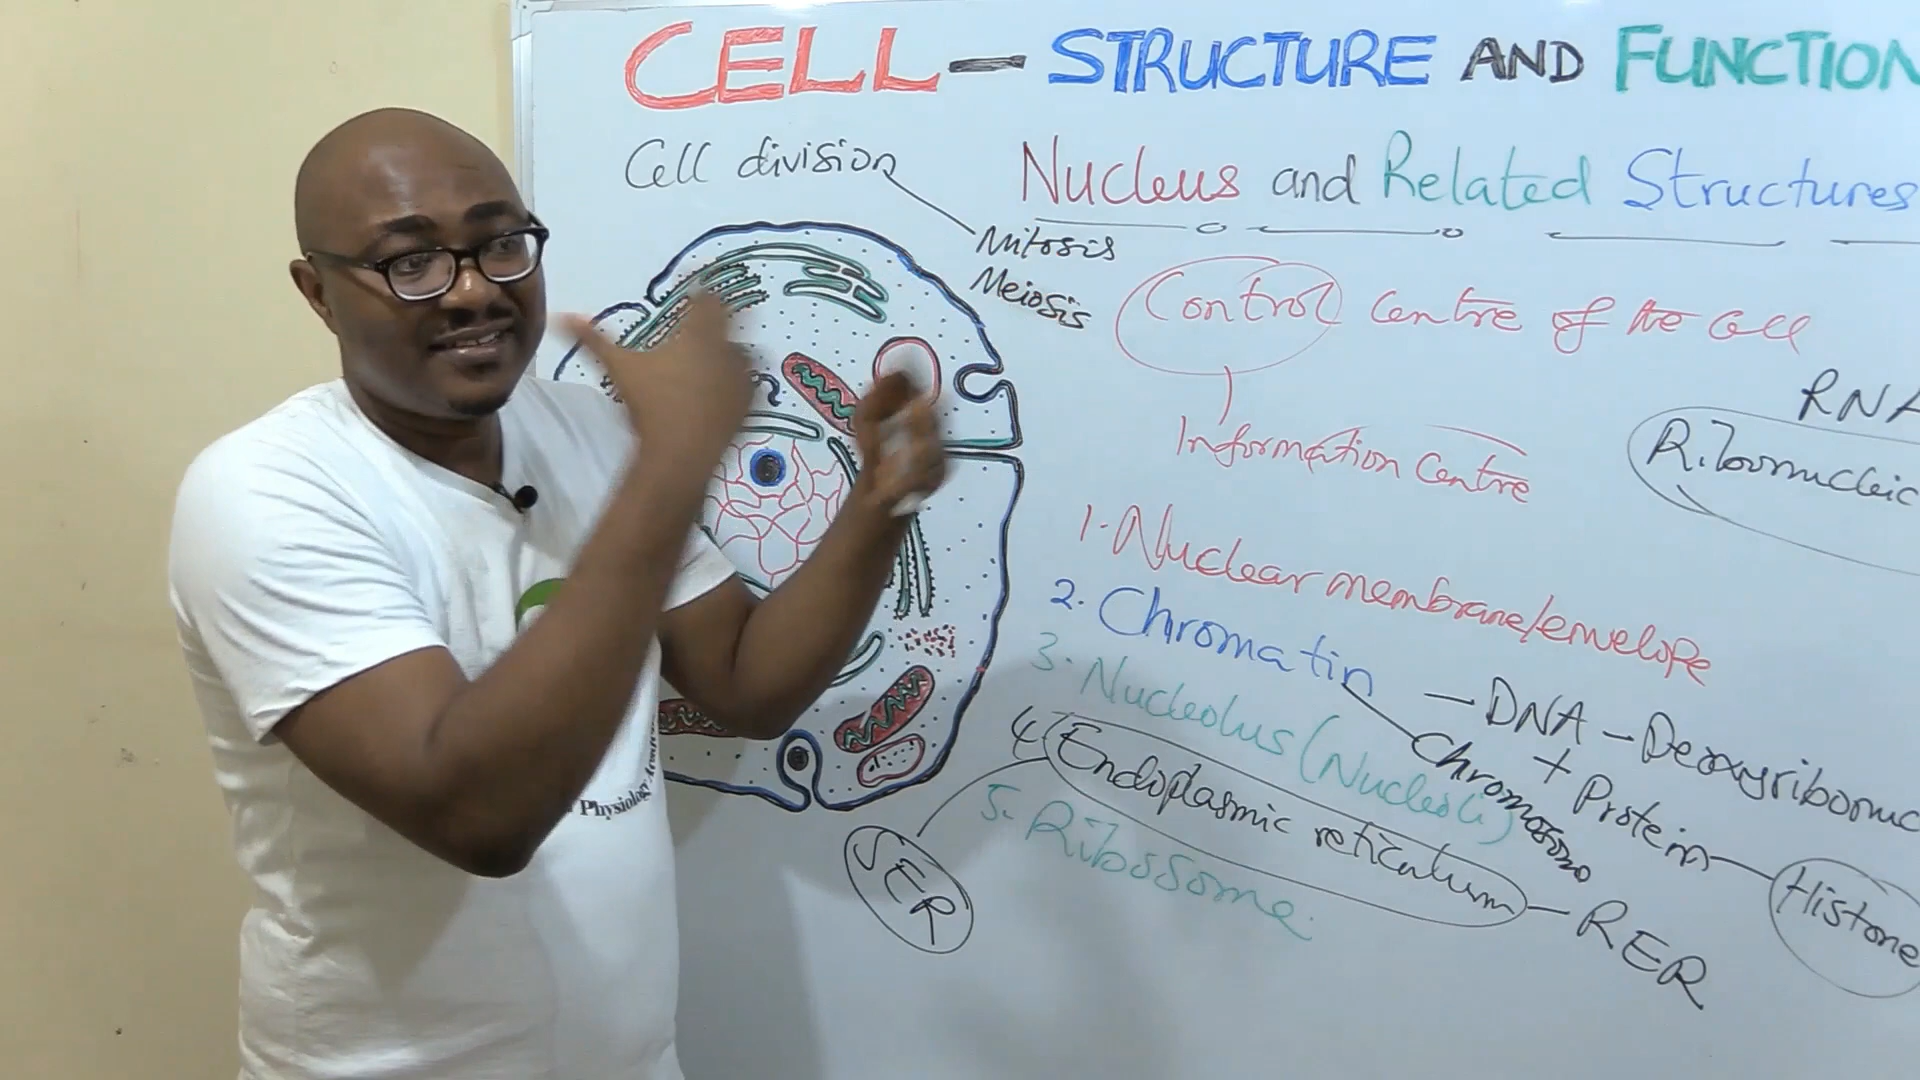 CELL - STRUCTURE AND FUNCTION
Cell division
Nucleus and Related Structures
Mitosis
Meiosis
Control centre of the cell
RNA
Information Centre
Ribonucleic
1. Nuclear membrane/envelope
2. Chromatin - DNA - Deoxyribonuc
+ Protein - Histone
Chromosome
3. Nucleolus (Nucleoli)
4. Endoplasmic reticulum - RER
SER
5. Ribosome.
Physiology